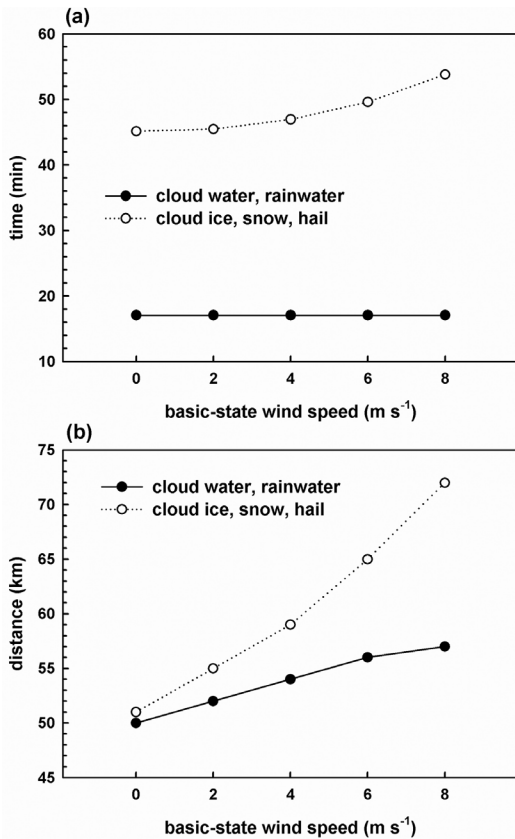 (a)
60
50
40
30
20
10
time (min)
cloud water, rainwater
cloud ice, snow, hail
0 2 4 6 8
basic-state wind speed (m s⁻¹)
(b)
75
70
65
60
55
50
45
distance (km)
cloud water, rainwater
cloud ice, snow, hail
0 2 4 6 8
basic-state wind speed (m s⁻¹)